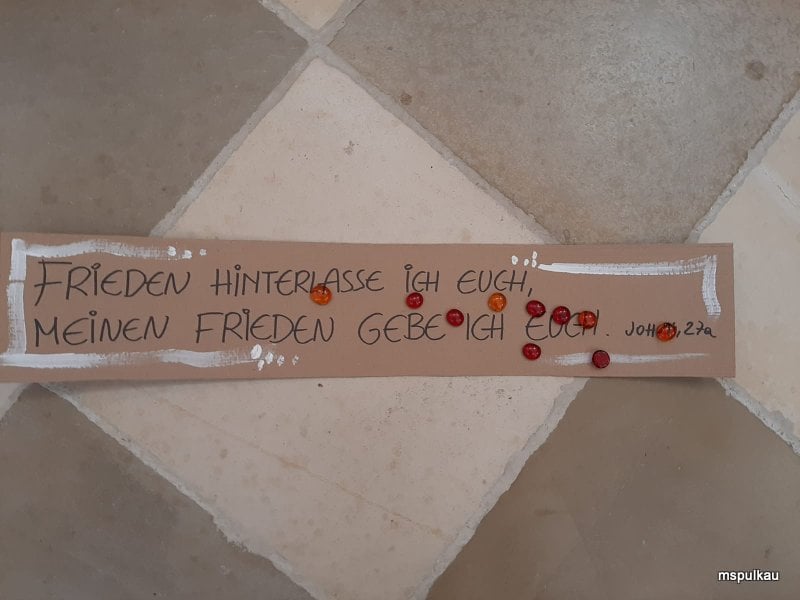 FRIEDEN HINTERLASSE ICH EUCH,
MEINEN FRIEDEN GEBE ICH EUCH. JOH ,27a
mspulkau